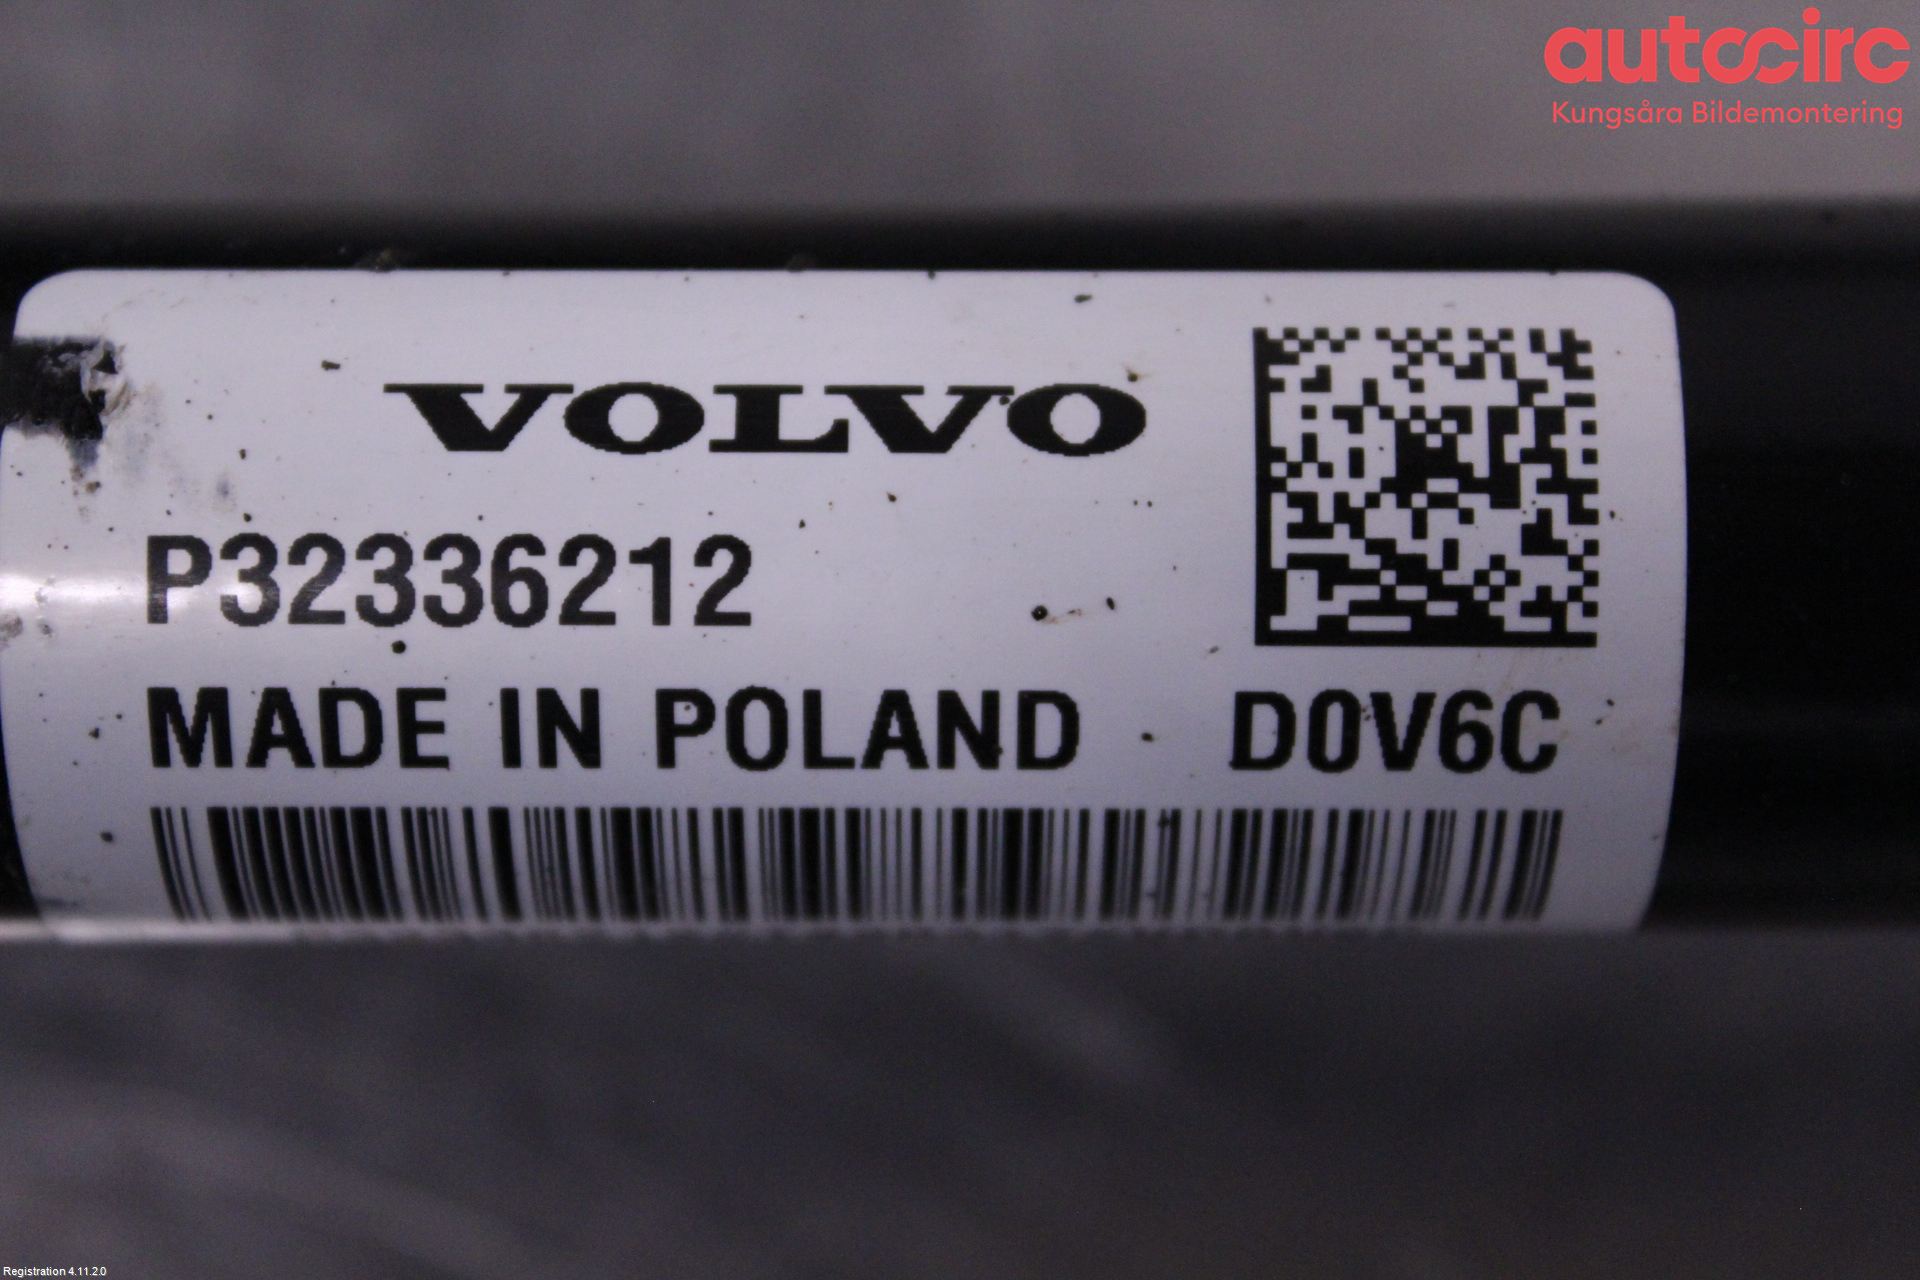 autocirc
Kungsåra Bildemontering
VOLVO
P32336212
MADE IN POLAND D0V6C
Registration 4.11.2.0